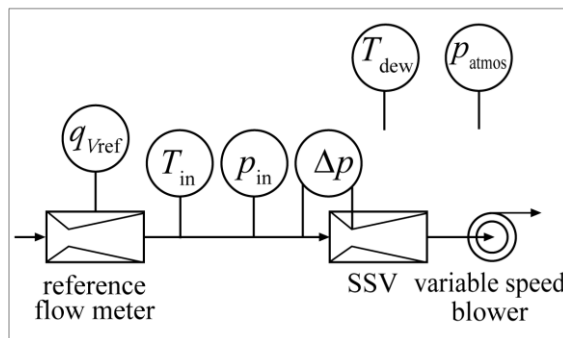 T_dew
p_atmos
q_Vref
T_in
p_in
Δp
reference
flow meter
SSV
variable speed
blower